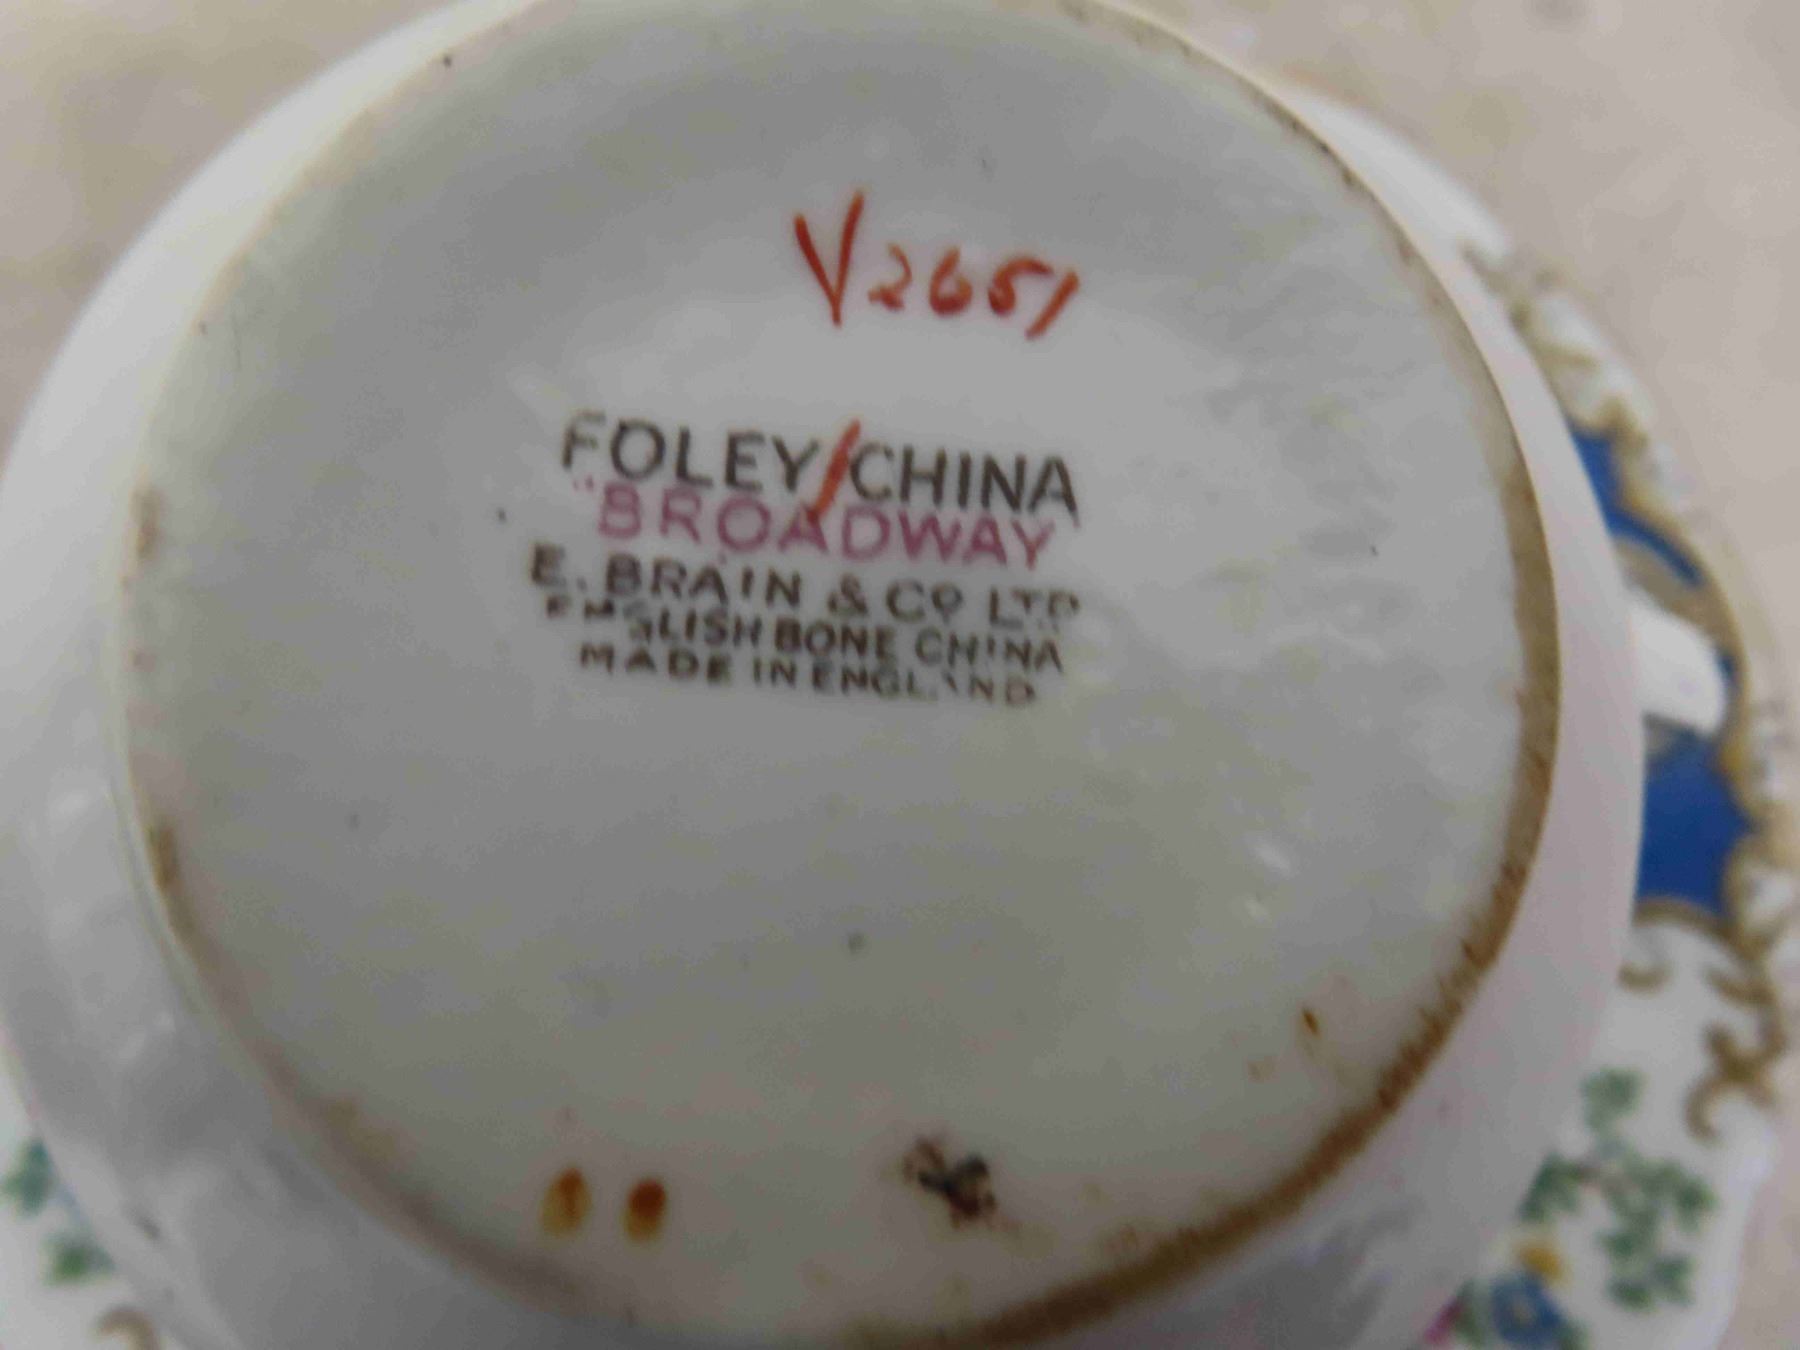 V2651
FOLEY/CHINA
"BROADWAY"
E. BRAIN & Co LTD
ENGLISH BONE CHINA
MADE IN ENGLAND